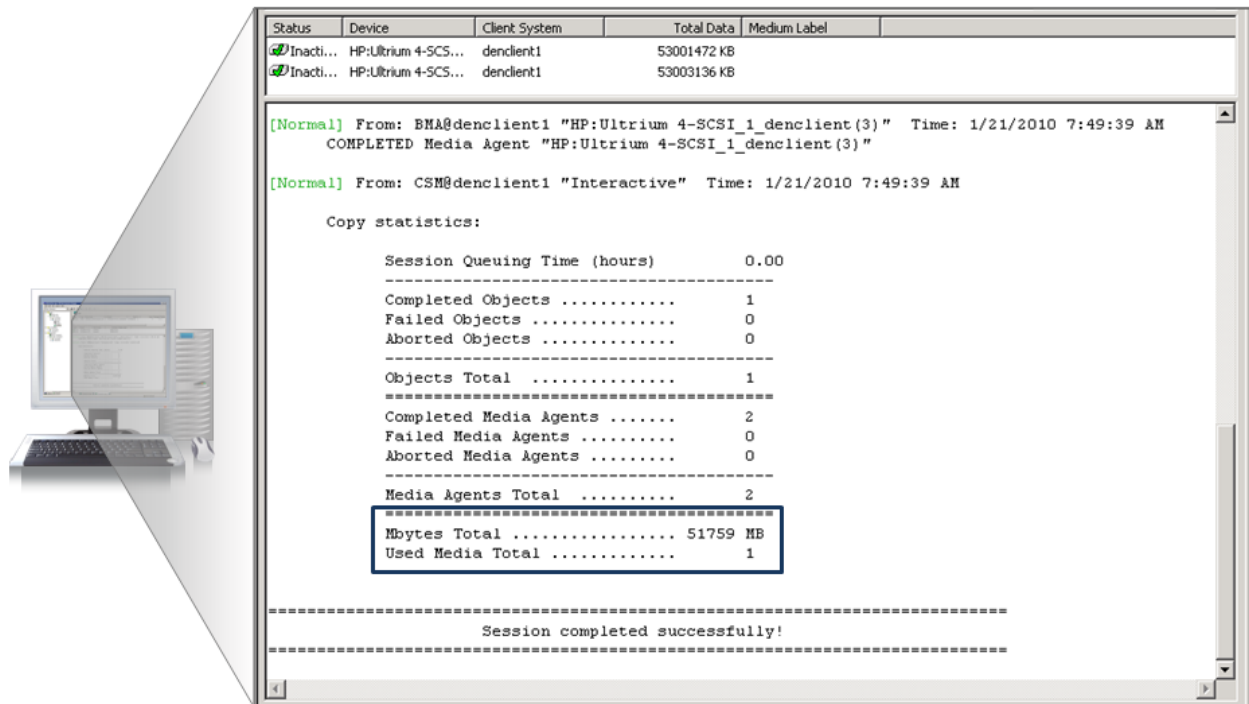 Status Device Client System Total Data Medium Label
Inacti... HP:Ultrium 4-SCS... denclient1 53001472 KB
Inacti... HP:Ultrium 4-SCS... denclient1 53003136 KB
[Normal] From: BMA@denclient1 "HP:Ultrium 4-SCSI_1_denclient(3)" Time: 1/21/2010 7:49:39 AM
COMPLETED Media Agent "HP:Ultrium 4-SCSI_1_denclient(3)"
[Normal] From: CSM@denclient1 "Interactive" Time: 1/21/2010 7:49:39 AM
Copy statistics:
Session Queuing Time (hours) 0.00
----------------------------------------
Completed Objects ............ 1
Failed Objects ............... 0
Aborted Objects .............. 0
----------------------------------------
Objects Total ............... 1
========================================
Completed Media Agents ....... 2
Failed Media Agents .......... 0
Aborted Media Agents ......... 0
----------------------------------------
Media Agents Total .......... 2
========================================
Mbytes Total ................. 51759 MB
Used Media Total ............. 1
============================================================================
Session completed successfully!
============================================================================